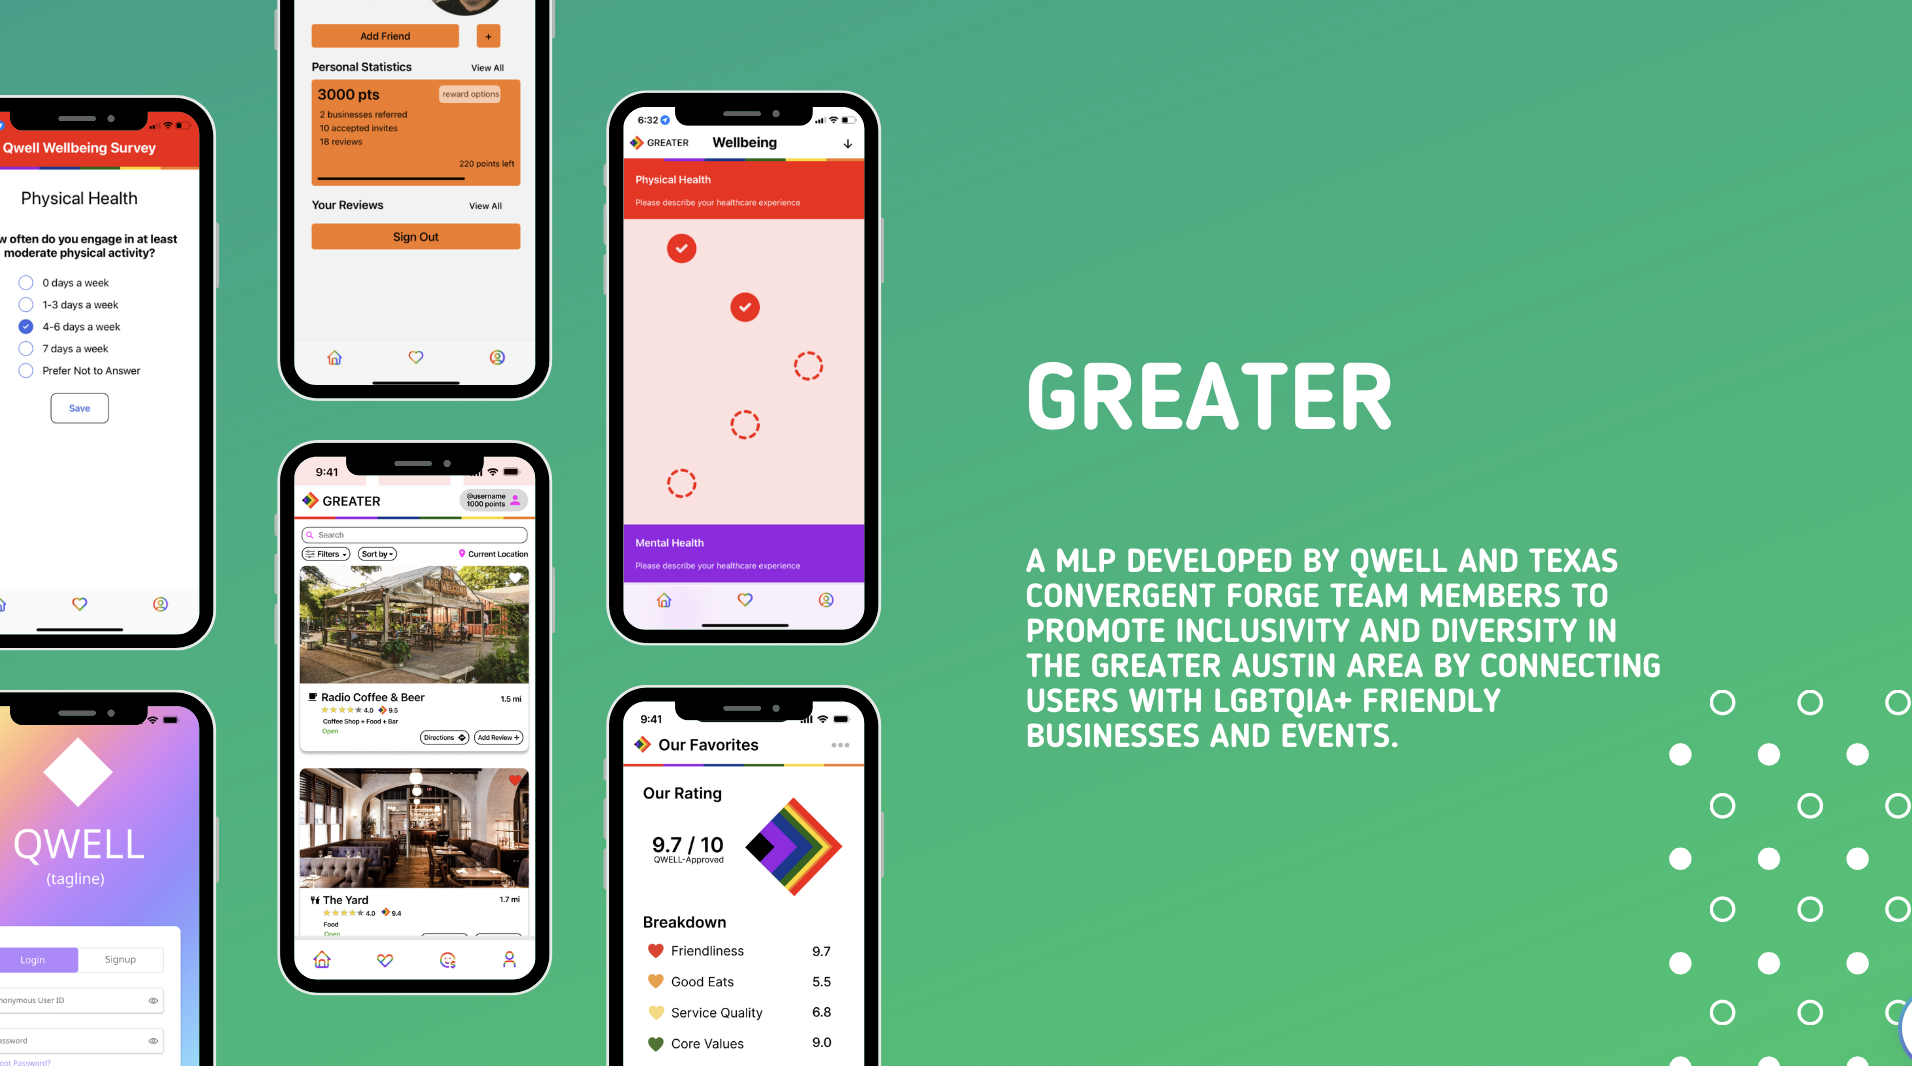 Qwell Wellbeing Survey
Physical Health
w often do you engage in at least
moderate physical activity?
0 days a week
1-3 days a week
4-6 days a week
7 days a week
Prefer Not to Answer
Save
QWELL
(tagline)
Login
Signup
nonymous User ID
assword
got Password?
Add Friend
+
Personal Statistics
View All
3000 pts
reward options
2 businesses referred
10 accepted invites
18 reviews
220 points left
Your Reviews
View All
Sign Out
9:41
GREATER
@username
1000 points
Search
Filters
Sort by
Current Location
Radio Coffee & Beer
1.5 mi
4.0
9.5
Coffee Shop + Food + Bar
Open
Directions
Add Review +
The Yard
1.7 mi
4.0
9.4
Food
Open
6:32
GREATER
Wellbeing
Physical Health
Please describe your healthcare experience
Mental Health
Please describe your healthcare experience
9:41
Our Favorites
Our Rating
9.7 / 10
QWELL-Approved
Breakdown
Friendliness
9.7
Good Eats
5.5
Service Quality
6.8
Core Values
9.0
GREATER
A MLP DEVELOPED BY QWELL AND TEXAS
CONVERGENT FORGE TEAM MEMBERS TO
PROMOTE INCLUSIVITY AND DIVERSITY IN
THE GREATER AUSTIN AREA BY CONNECTING
USERS WITH LGBTQIA+ FRIENDLY
BUSINESSES AND EVENTS.